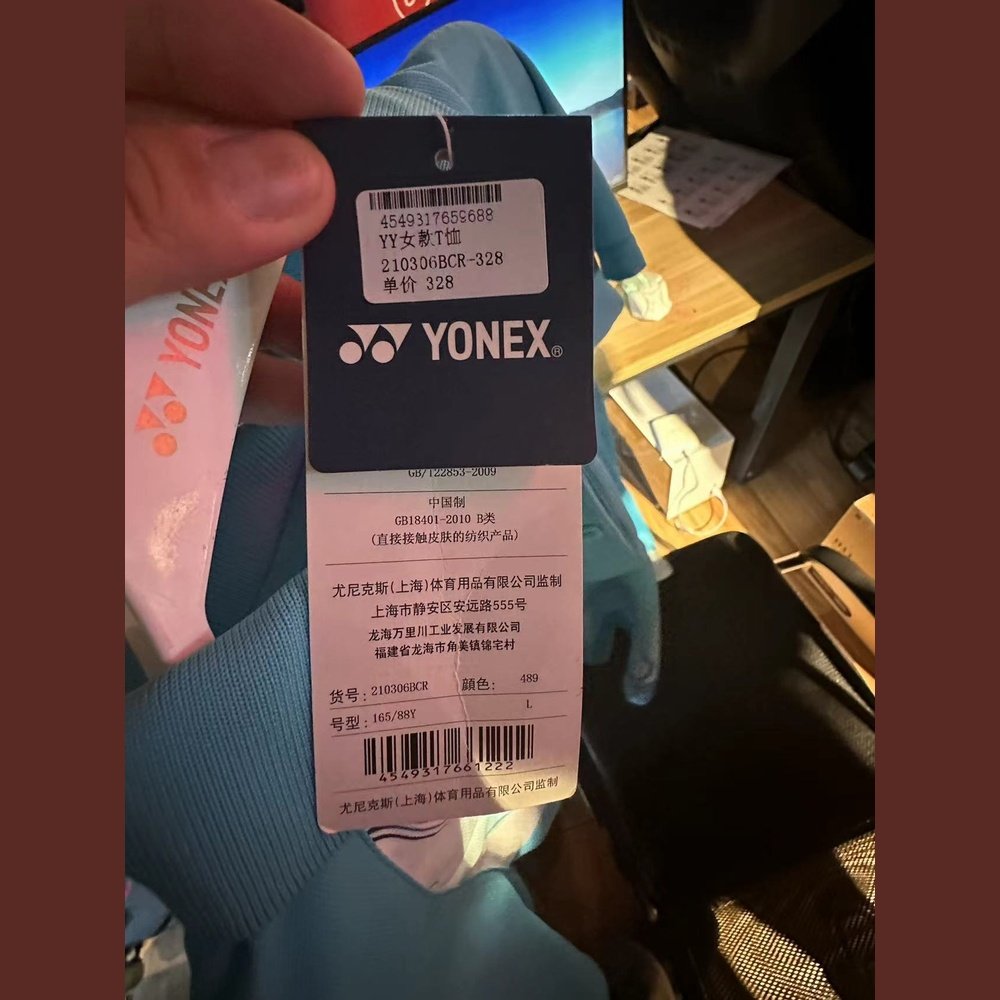 4549317659688
YY女款T恤
210306BCR-328
单价 328
YONEX®
YONEX
GB/T22853-2009
中国制
GB18401-2010 B类
(直接接触皮肤的纺织产品)
尤尼克斯(上海)体育用品有限公司监制
上海市静安区安远路555号
龙海万里川工业发展有限公司
福建省龙海市角美镇锦宅村
货号: 210306BCR 顔色: 489
号型: 165/88Y L
4549317661222
尤尼克斯(上海)体育用品有限公司监制